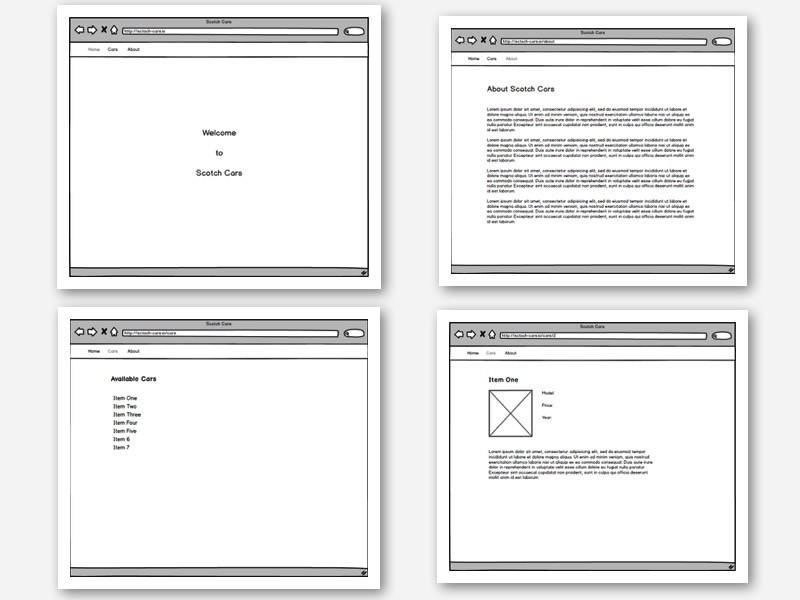 Scotch Cars
Home Cars About
Welcome
to
Scotch Cars
Scotch Cars
Home Cars About
About Scotch Cars
Lorem ipsum dolor sit amet, consectetur adipisicing elit, sed do eiusmod tempor incididunt ut labore et
dolore magna aliqua. Ut enim ad minim veniam, quis nostrud exercitation ullamco laboris nisi ut aliquip ex
ea commodo consequat. Duis aute irure dolor in reprehenderit in voluptate velit esse cillum dolore eu fugiat
nulla pariatur. Excepteur sint occaecat cupidatat non proident, sunt in culpa qui officia deserunt mollit anim
id est laborum.
Lorem ipsum dolor sit amet, consectetur adipisicing elit, sed do eiusmod tempor incididunt ut labore et
dolore magna aliqua. Ut enim ad minim veniam, quis nostrud exercitation ullamco laboris nisi ut aliquip ex
ea commodo consequat. Duis aute irure dolor in reprehenderit in voluptate velit esse cillum dolore eu fugiat
nulla pariatur. Excepteur sint occaecat cupidatat non proident, sunt in culpa qui officia deserunt mollit anim
id est laborum.
Lorem ipsum dolor sit amet, consectetur adipisicing elit, sed do eiusmod tempor incididunt ut labore et
dolore magna aliqua. Ut enim ad minim veniam, quis nostrud exercitation ullamco laboris nisi ut aliquip ex
ea commodo consequat. Duis aute irure dolor in reprehenderit in voluptate velit esse cillum dolore eu fugiat
nulla pariatur. Excepteur sint occaecat cupidatat non proident, sunt in culpa qui officia deserunt mollit anim
id est laborum.
Lorem ipsum dolor sit amet, consectetur adipisicing elit, sed do eiusmod tempor incididunt ut labore et
dolore magna aliqua. Ut enim ad minim veniam, quis nostrud exercitation ullamco laboris nisi ut aliquip ex
ea commodo consequat. Duis aute irure dolor in reprehenderit in voluptate velit esse cillum dolore eu fugiat
nulla pariatur. Excepteur sint occaecat cupidatat non proident, sunt in culpa qui officia deserunt mollit anim
id est laborum.
Scotch Cars
Home Cars About
Available Cars
Item One
Item Two
Item Three
Item Four
Item Five
Item 6
Item 7
Scotch Cars
Home Cars About
Item One
Model:
Price:
Year:
Lorem ipsum dolor sit amet, consectetur adipisicing elit, sed do eiusmod tempor
incididunt ut labore et dolore magna aliqua. Ut enim ad minim veniam, quis nostrud
exercitation ullamco laboris nisi ut aliquip ex ea commodo consequat. Duis aute irure
dolor in reprehenderit in voluptate velit esse cillum dolore eu fugiat nulla pariatur.
Excepteur sint occaecat cupidatat non proident, sunt in culpa qui officia deserunt
mollit anim id est laborum.